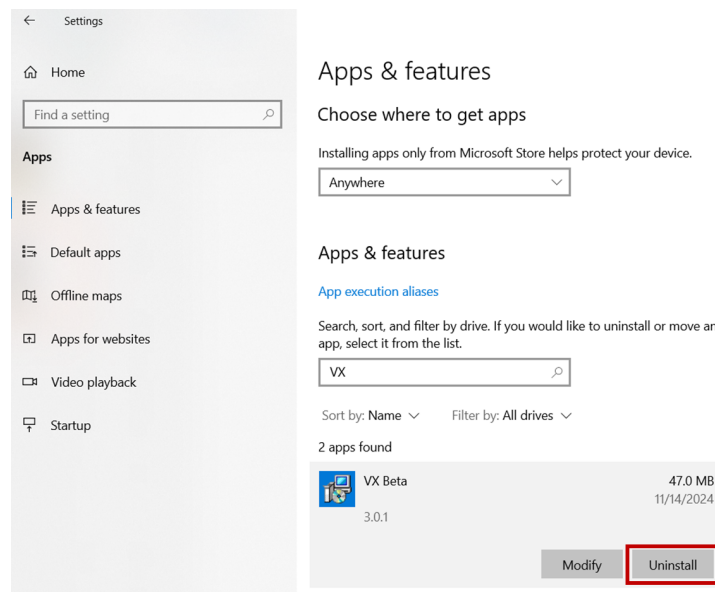 Settings
Home
Find a setting
Apps
Apps & features
Default apps
Offline maps
Apps for websites
Video playback
Startup
Apps & features
Choose where to get apps
Installing apps only from Microsoft Store helps protect your device.
Anywhere
Apps & features
App execution aliases
Search, sort, and filter by drive. If you would like to uninstall or move an
app, select it from the list.
VX
Sort by: Name Filter by: All drives
2 apps found
VX Beta 47.0 MB
11/14/2024
3.0.1
Modify Uninstall